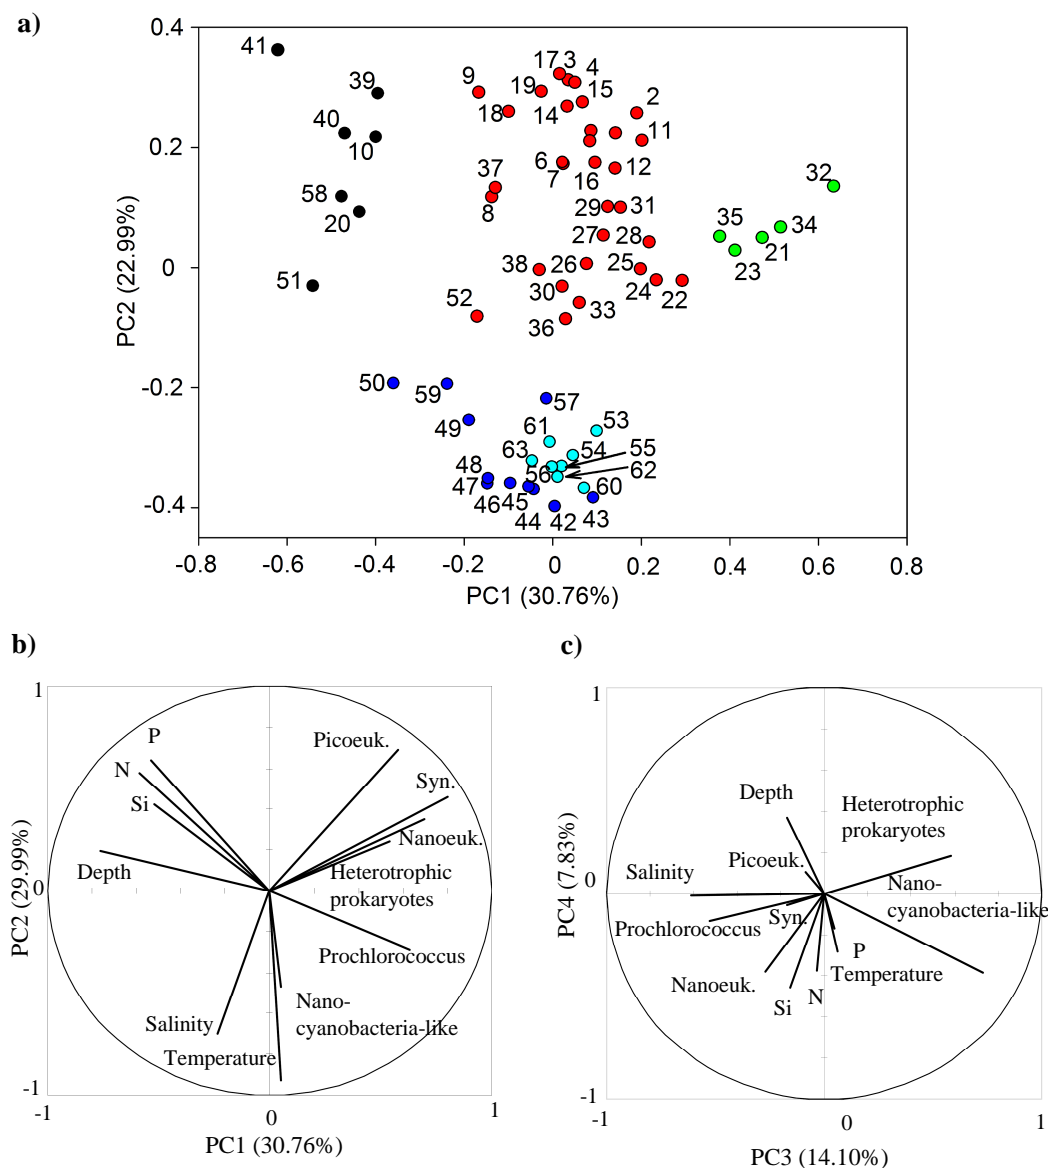 a)
0.4
0.2
0
-0.2
-0.4
PC2 (22.99%)
-0.8
-0.6
-0.4
-0.2
0
0.2
0.4
0.6
0.8
PC1 (30.76%)
41
39
40
10
58
20
51
9
18
19
17
3
4
15
14
2
11
6
7
16
12
37
8
29
31
27
28
38
26
25
30
24
22
33
36
52
32
35
34
21
23
50
59
49
57
53
61
63
54
55
56
62
48
47
46
45
44
42
43
60
b)
1
0
-1
-1
0
1
PC2 (29.99%)
PC1 (30.76%)
P
N
Si
Depth
Picoeuk.
Syn.
Nanoeuk.
Heterotrophic
prokaryotes
Prochlorococcus
Nano-
cyanobacteria-like
Salinity
Temperature
c)
1
0
-1
-1
0
1
PC4 (7.83%)
PC3 (14.10%)
Depth
Heterotrophic
prokaryotes
Picoeuk.
Salinity
Nano-
cyanobacteria-like
Syn.
Prochlorococcus
P
Temperature
Nanoeuk.
N
Si